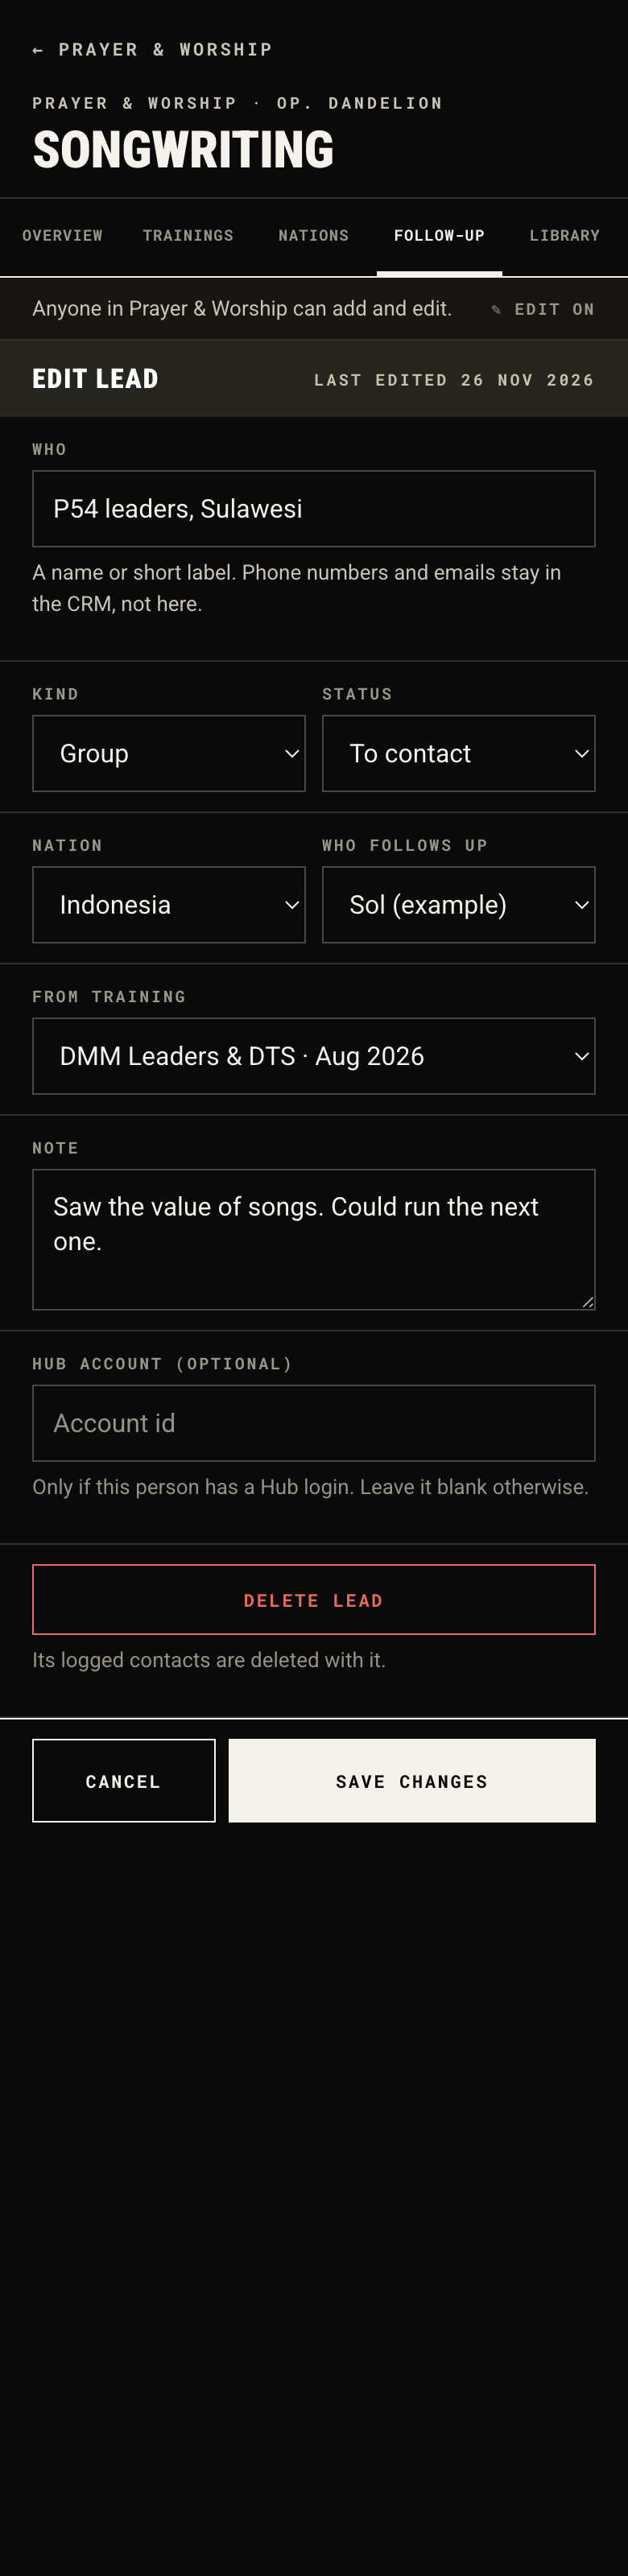 ← PRAYER & WORSHIP
PRAYER & WORSHIP · OP. DANDELION
SONGWRITING
OVERVIEW TRAININGS NATIONS FOLLOW-UP LIBRARY
Anyone in Prayer & Worship can add and edit. ✎ EDIT ON
EDIT LEAD LAST EDITED 26 NOV 2026
WHO
P54 leaders, Sulawesi
A name or short label. Phone numbers and emails stay in
the CRM, not here.
KIND STATUS
Group To contact
NATION WHO FOLLOWS UP
Indonesia Sol (example)
FROM TRAINING
DMM Leaders & DTS · Aug 2026
NOTE
Saw the value of songs. Could run the next
one.
HUB ACCOUNT (OPTIONAL)
Account id
Only if this person has a Hub login. Leave it blank otherwise.
DELETE LEAD
Its logged contacts are deleted with it.
CANCEL SAVE CHANGES